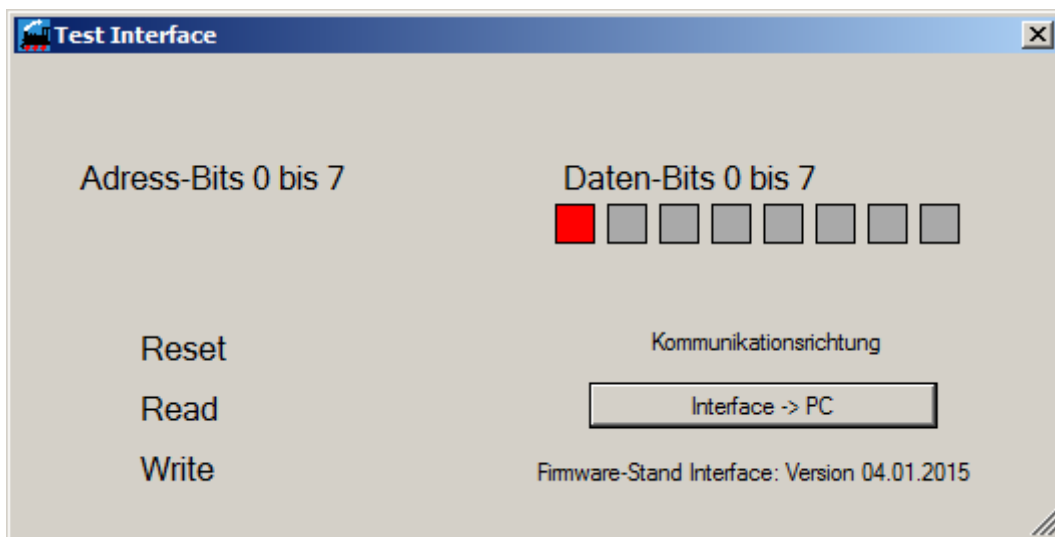 Test Interface
Adress-Bits 0 bis 7
Daten-Bits 0 bis 7
Reset
Kommunikationsrichtung
Read
Interface -> PC
Write
Firmware-Stand Interface: Version 04.01.2015